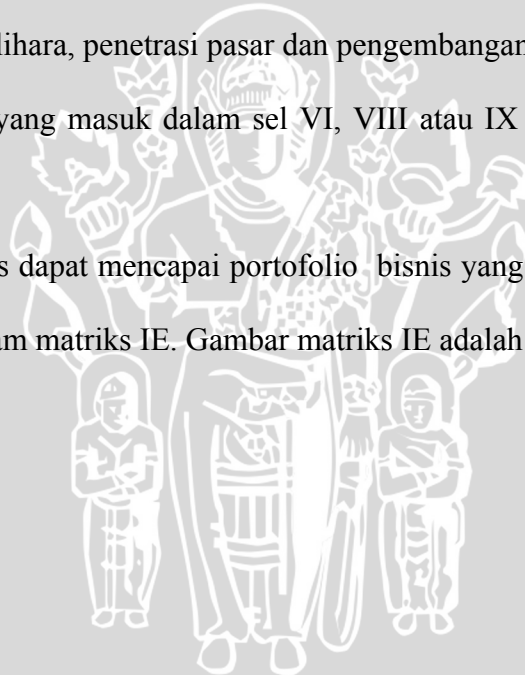 lihara, penetrasi pasar dan pengembangan
yang masuk dalam sel VI, VIII atau IX
s dapat mencapai portofolio bisnis yang
am matriks IE. Gambar matriks IE adalah